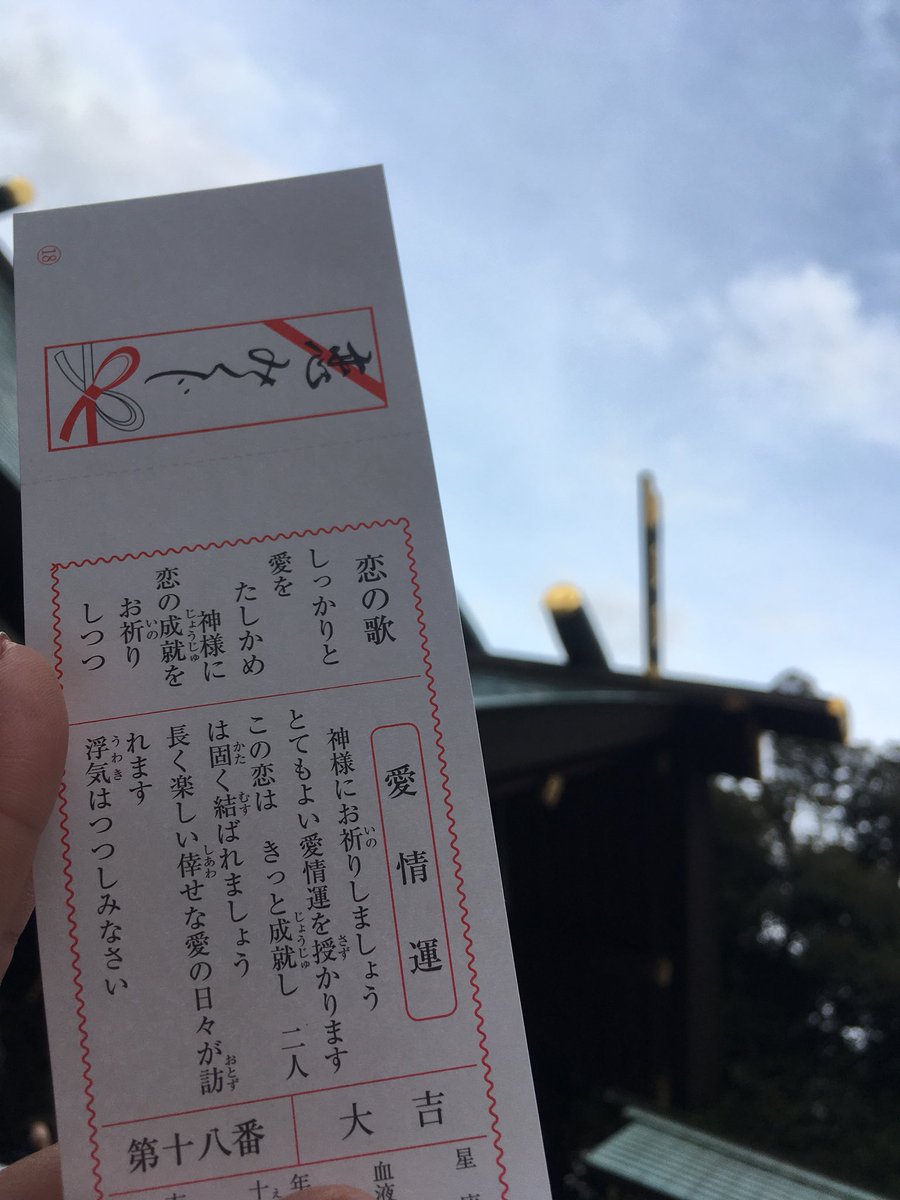 ⑱
恋みくじ
恋の歌
しっかりと
愛を
たしかめ
神様に
恋の成就を
お祈り
しつつ
愛情運
神様にお祈りしましょう
とてもよい愛情運を授かります
この恋は きっと成就し 二人
は固く結ばれましょう
長く楽しい倖せな愛の日々が訪
れます
浮気はつつしみなさい
大吉
第十八番
星
血液
年